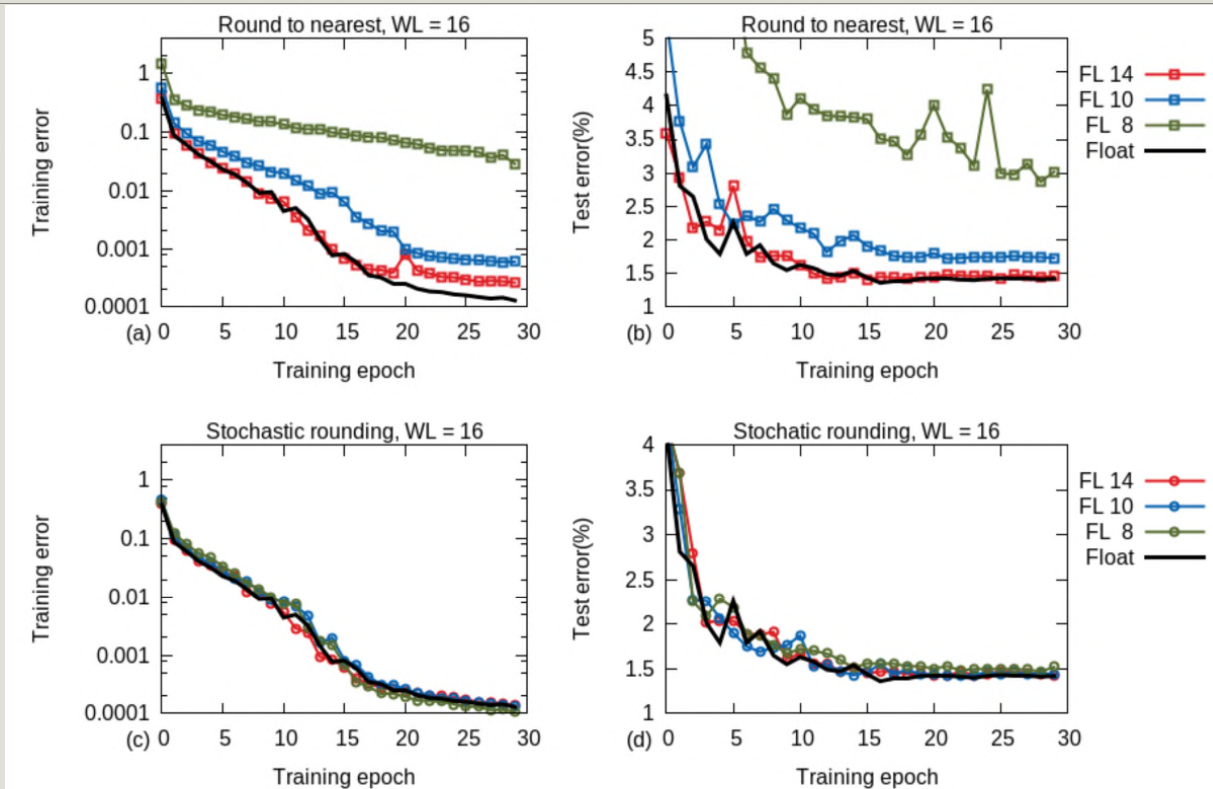 Round to nearest, WL = 16
Training error
1
0.1
0.01
0.001
0.0001
0 5 10 15 20 25 30
(a)
Training epoch
Round to nearest, WL = 16
Test error(%)
5
4.5
4
3.5
3
2.5
2
1.5
1
0 5 10 15 20 25 30
(b)
Training epoch
FL 14
FL 10
FL 8
Float
Stochastic rounding, WL = 16
Training error
1
0.1
0.01
0.001
0.0001
0 5 10 15 20 25 30
(c)
Training epoch
Stochatic rounding, WL = 16
Test error(%)
4
3.5
3
2.5
2
1.5
1
0 5 10 15 20 25 30
(d)
Training epoch
FL 14
FL 10
FL 8
Float